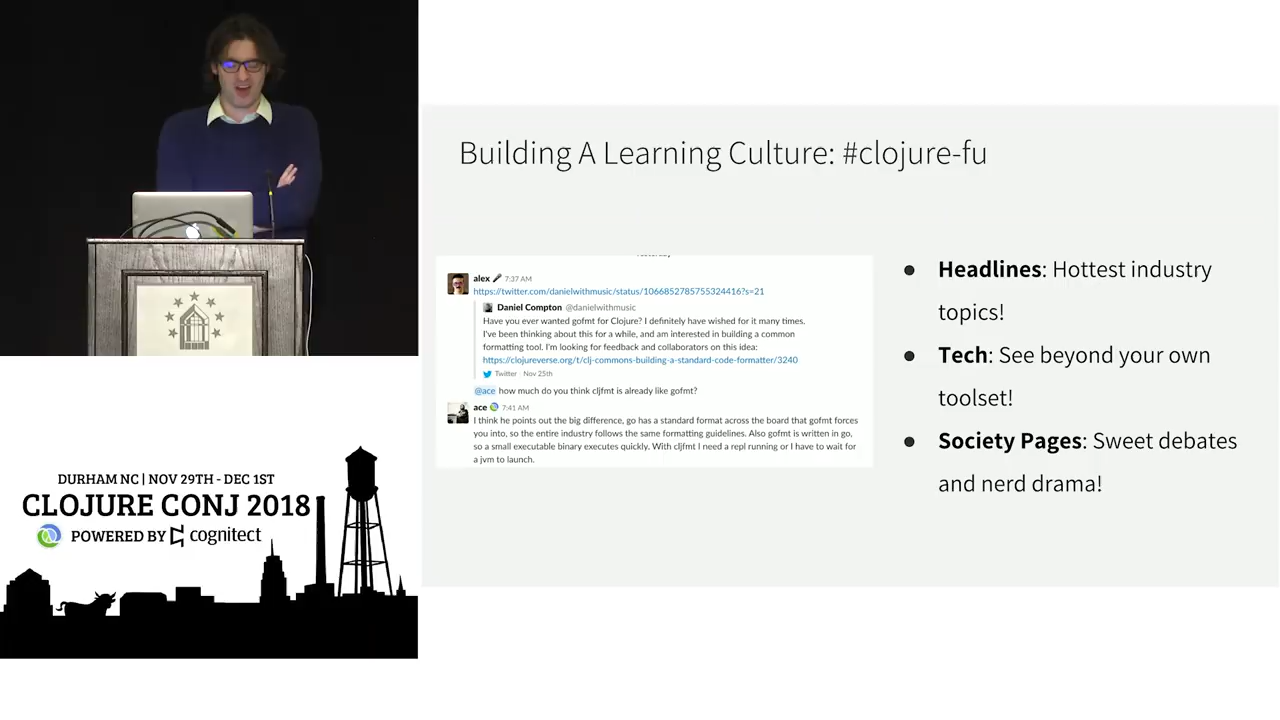 Building A Learning Culture: #clojure-fu
alex 7:37 AM
https://twitter.com/danielwithmusic/status/1066852785755324416?s=21
Daniel Compton @danielwithmusic
Have you ever wanted gofmt for Clojure? I definitely have wished for it many times.
I've been thinking about this for a while, and am interested in building a common
formatting tool. I'm looking for feedback and collaborators on this idea:
https://clojureverse.org/t/clj-commons-building-a-standard-code-formatter/3240
Twitter · Nov 25th
@ace how much do you think cljfmt is already like gofmt?
ace 7:41 AM
I think he points out the big difference, go has a standard format across the board that gofmt forces
you into, so the entire industry follows the same formatting guidelines. Also gofmt is written in go,
so a small executable binary executes quickly. With cljfmt I need a repl running or I have to wait for
a jvm to launch.
● Headlines: Hottest industry
topics!
● Tech: See beyond your own
toolset!
● Society Pages: Sweet debates
and nerd drama!
DURHAM NC | NOV 29TH - DEC 1ST
CLOJURE CONJ 2018
POWERED BY cognitect